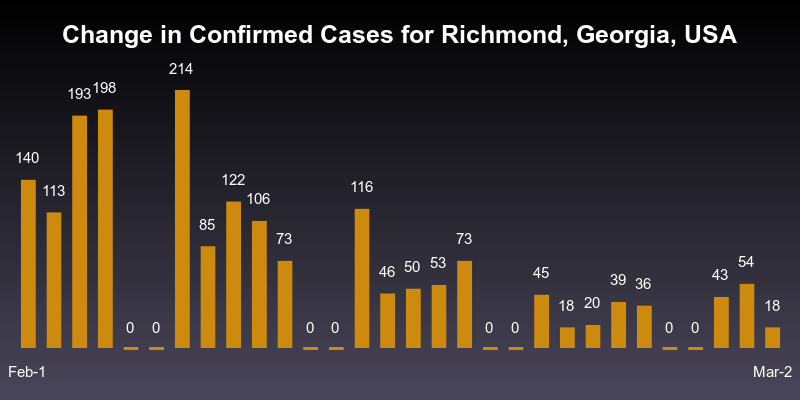 Change in Confirmed Cases for Richmond, Georgia, USA
140 113 193 198 0 0 214 85 122 106 73 0 0 116 46 50 53 73 0 0 45 18 20 39 36 0 0 43 54 18
Feb-1 Mar-2